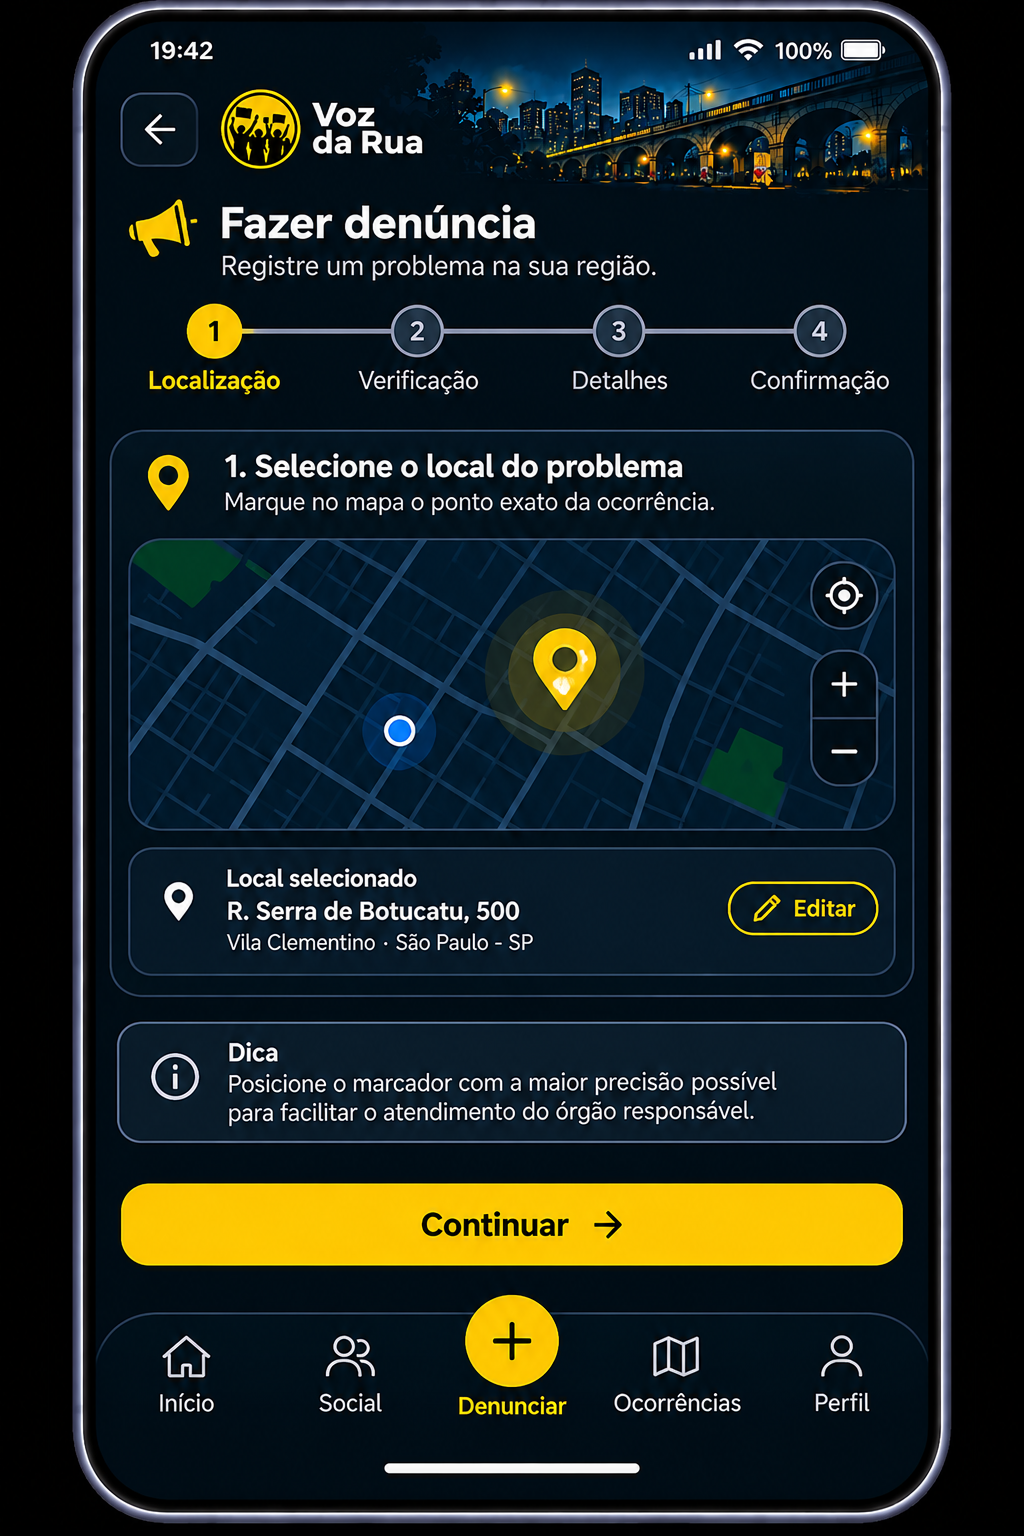 19:42
100%
Voz
da Rua
Fazer denúncia
Registre um problema na sua região.
1
2
3
4
Localização
Verificação
Detalhes
Confirmação
1. Selecione o local do problema
Marque no mapa o ponto exato da ocorrência.
Local selecionado
R. Serra de Botucatu, 500
Vila Clementino · São Paulo - SP
Editar
Dica
Posicione o marcador com a maior precisão possível
para facilitar o atendimento do órgão responsável.
Continuar
Início
Social
Denunciar
Ocorrências
Perfil